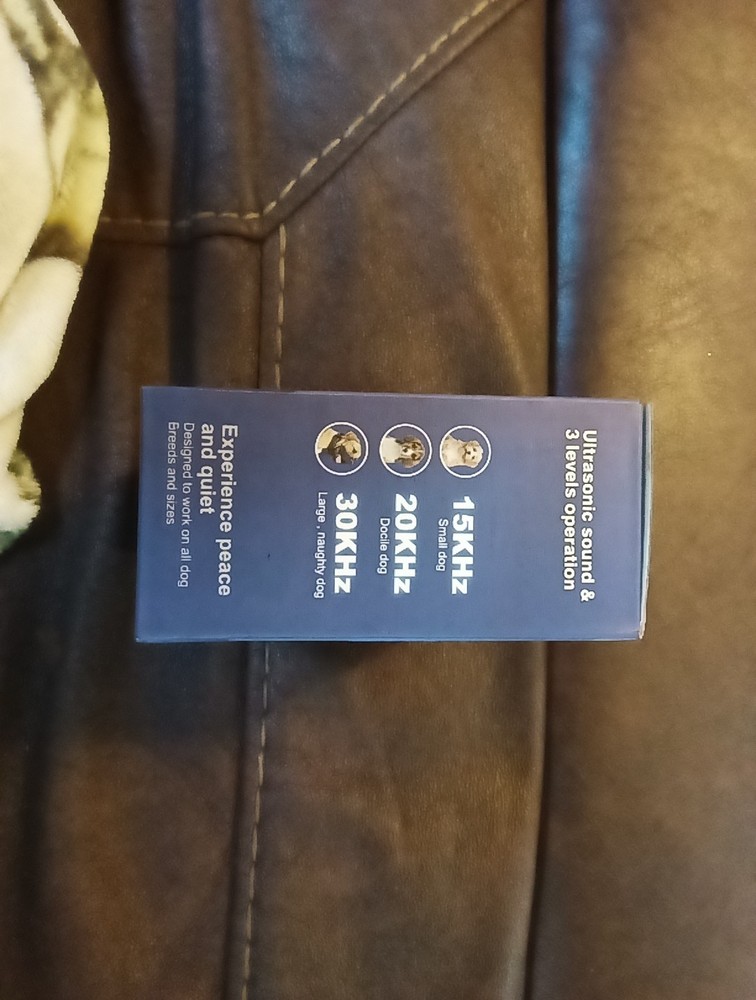 Ultrasonic sound &
3 levels operation
15KHz
Small dog
20KHz
Docile dog
30KHz
Large , naughty dog
Experience peace
and quiet
Designed to work on all dog
Breeds and sizes